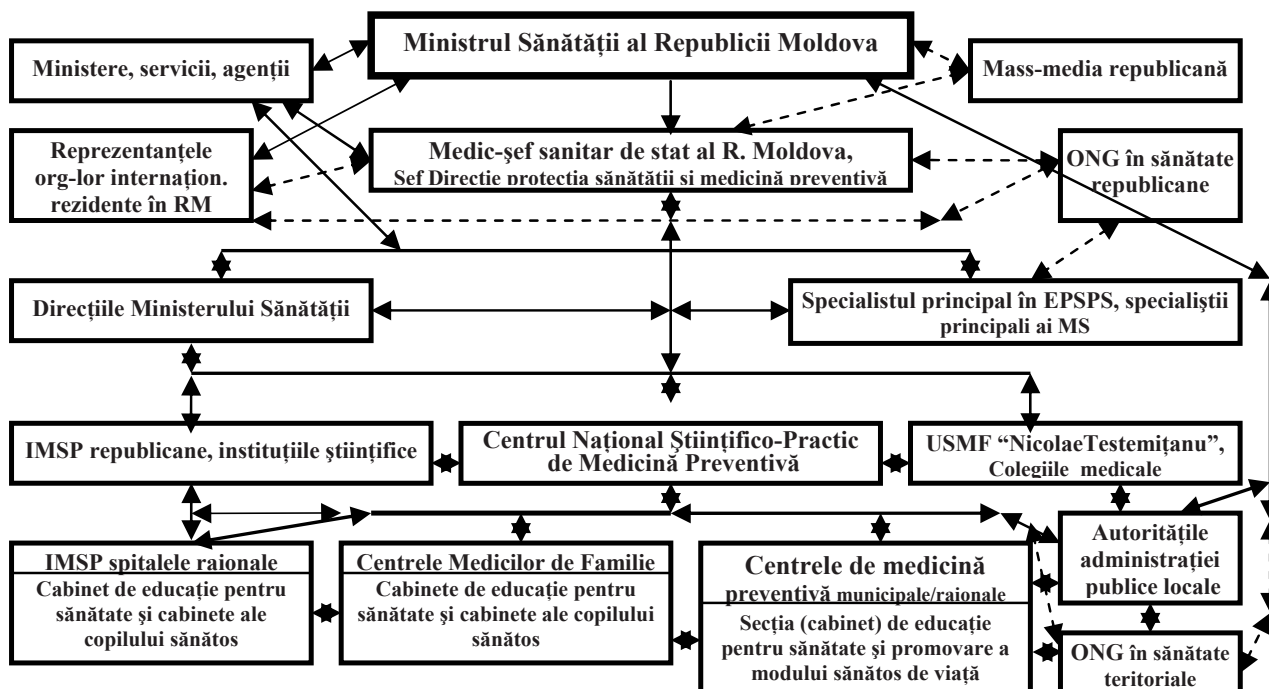 Ministrul Sănătăţii al Republicii Moldova
Ministere, servicii, agenţii
Mass-media republicană
Reprezentanţele
org-lor internaţion.
rezidente în RM
Medic-şef sanitar de stat al R. Moldova,
Şef Direcţie protecţia sănătăţii şi medicină preventivă
ONG în sănătate
republicane
Direcţiile Ministerului Sănătăţii
Specialistul principal în EPSPS, specialiştii
principali ai MS
IMSP republicane, instituţiile ştiinţifice
Centrul Naţional Ştiinţifico-Practic
de Medicină Preventivă
USMF “NicolaeTestemiţanu”,
Colegiile medicale
IMSP spitalele raionale
Cabinet de educaţie pentru
sănătate şi cabinete ale
copilului sănătos
Centrele Medicilor de Familie
Cabinete de educaţie pentru
sănătate şi cabinete ale copilului
sănătos
Centrele de medicină
preventivă municipale/raionale
Secţia (cabinet) de educaţie
pentru sănătate şi promovare a
modului sănătos de viaţă
Autorităţile
administraţiei
publice locale
ONG în sănătate
teritoriale